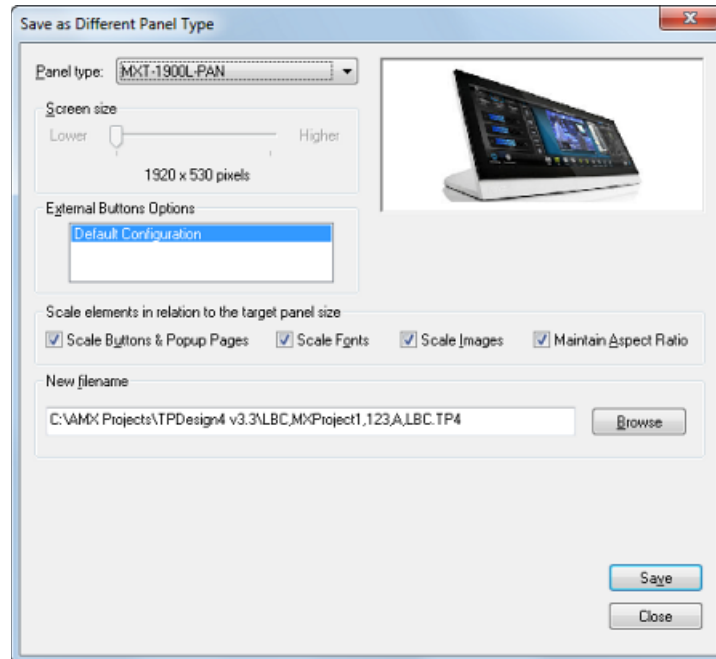 Save as Different Panel Type
Panel type: MXT-1900L-PAN
Screen size
Lower Higher
1920 x 530 pixels
External Buttons Options
Default Configuration
Scale elements in relation to the target panel size
Scale Buttons & Popup Pages Scale Fonts Scale Images Maintain Aspect Ratio
New filename
C:\AMX Projects\TPDesign4 v3.3\LBC,MXProject1,123,A,LBC.TP4 Browse
Save
Close